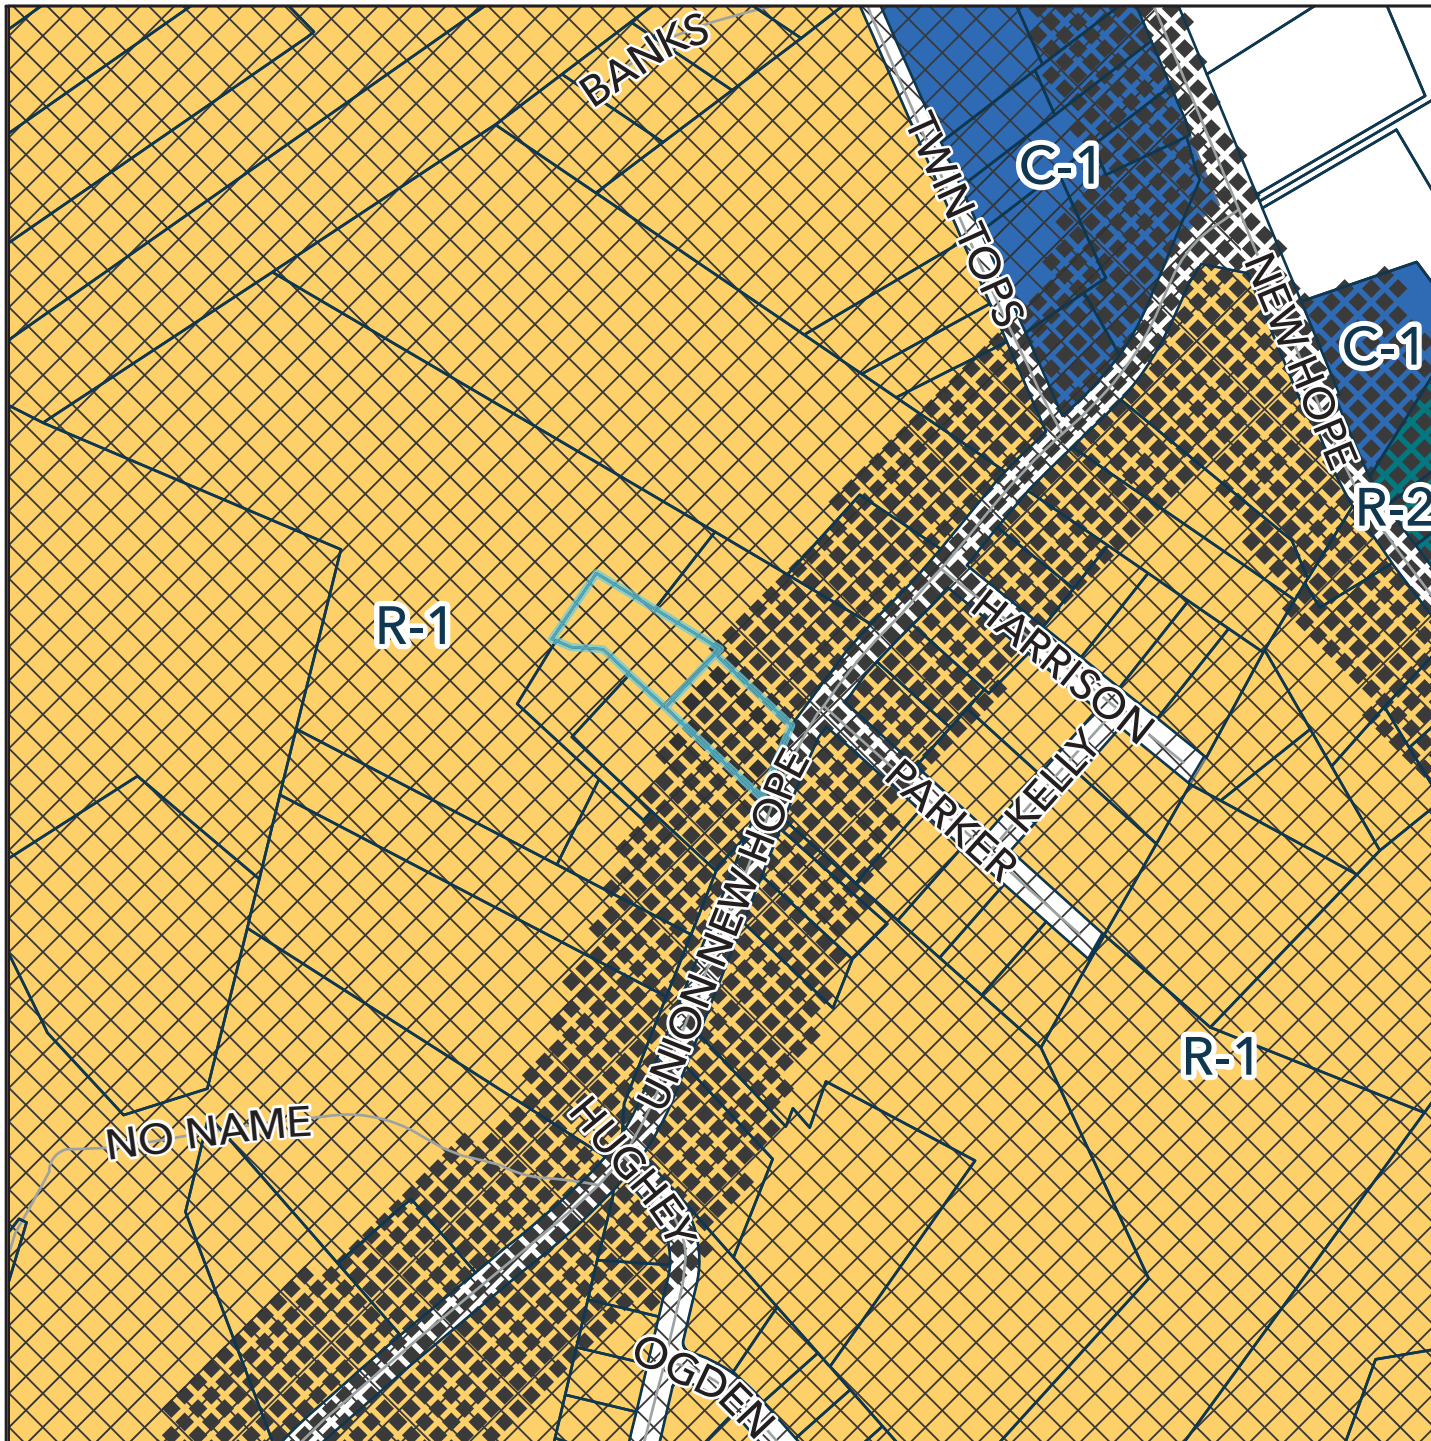 BANKS
TWIN TOPS
C-1
NEW HOPE
C-1
R-2
R-1
HARRISON
KELLY
PARKER
UNION NEW HOPE
R-1
NO NAME
HUGHEY
OGDEN